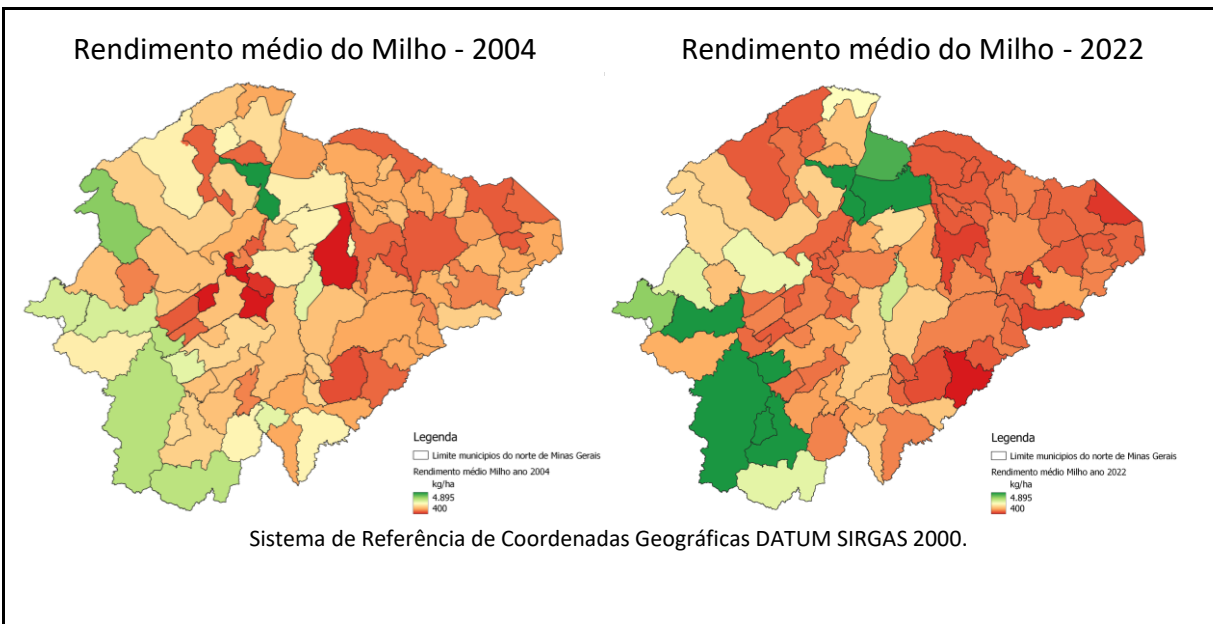 Rendimento médio do Milho - 2004
Rendimento médio do Milho - 2022
Legenda
Limite municipios do norte de Minas Gerais
Rendimento médio Milho ano 2004
kg/ha
4.895
400
Legenda
Limite municipios do norte de Minas Gerais
Rendimento médio Milho ano 2022
kg/ha
4.895
400
Sistema de Referência de Coordenadas Geográficas DATUM SIRGAS 2000.